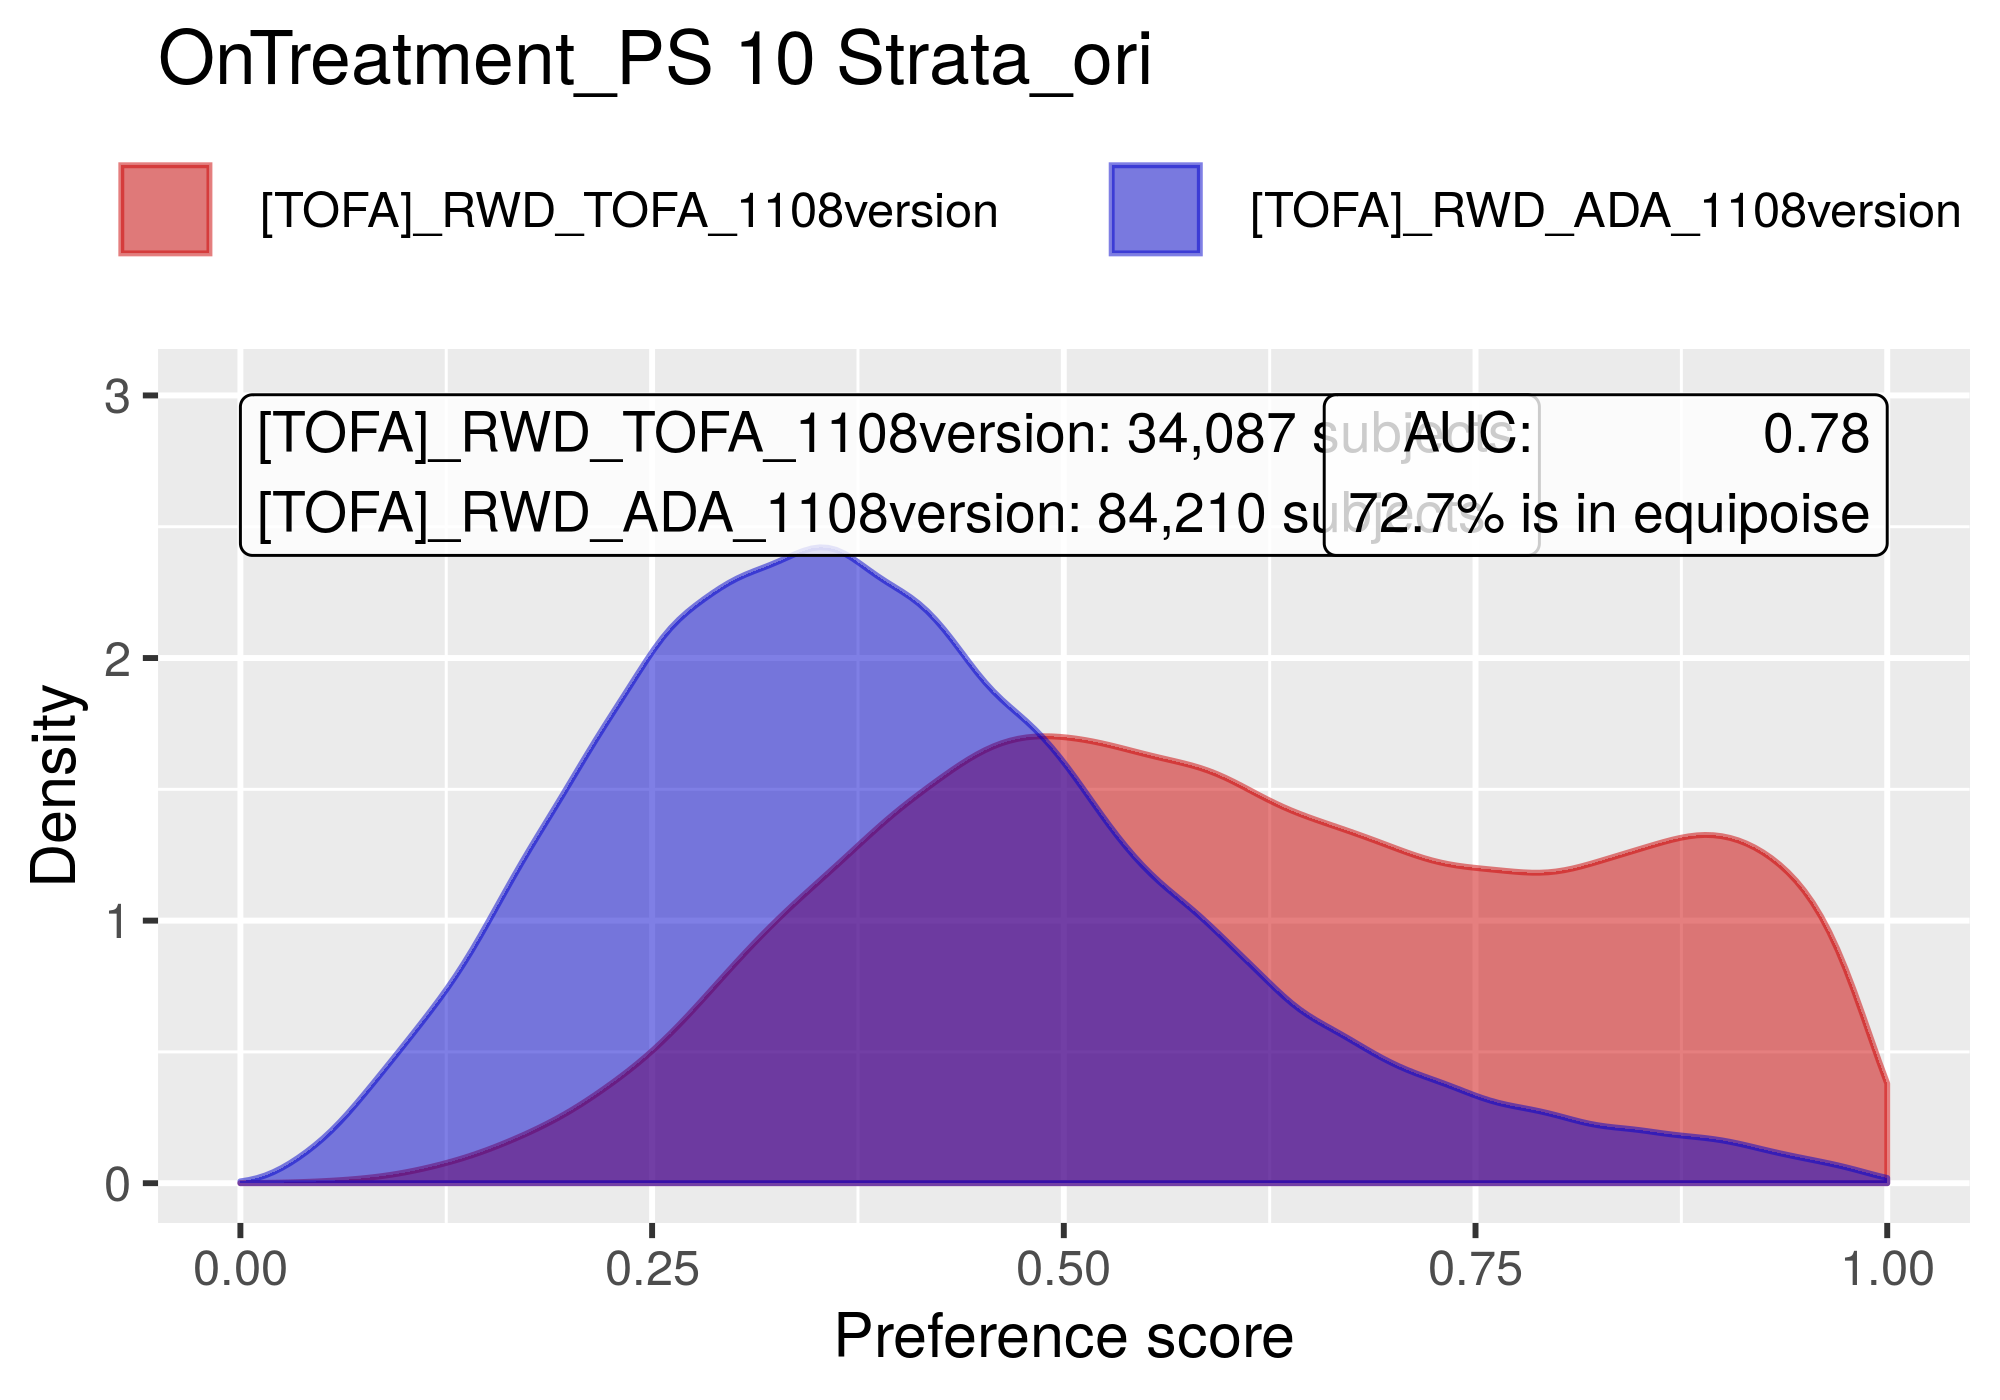 OnTreatment_PS 10 Strata_ori
[TOFA]_RWD_TOFA_1108version
[TOFA]_RWD_ADA_1108version
[TOFA]_RWD_TOFA_1108version: 34,087 subjects
AUC: 0.78
[TOFA]_RWD_ADA_1108version: 84,210 subjects
72.7% is in equipoise
3
2
1
0
Density
0.00 0.25 0.50 0.75 1.00
Preference score